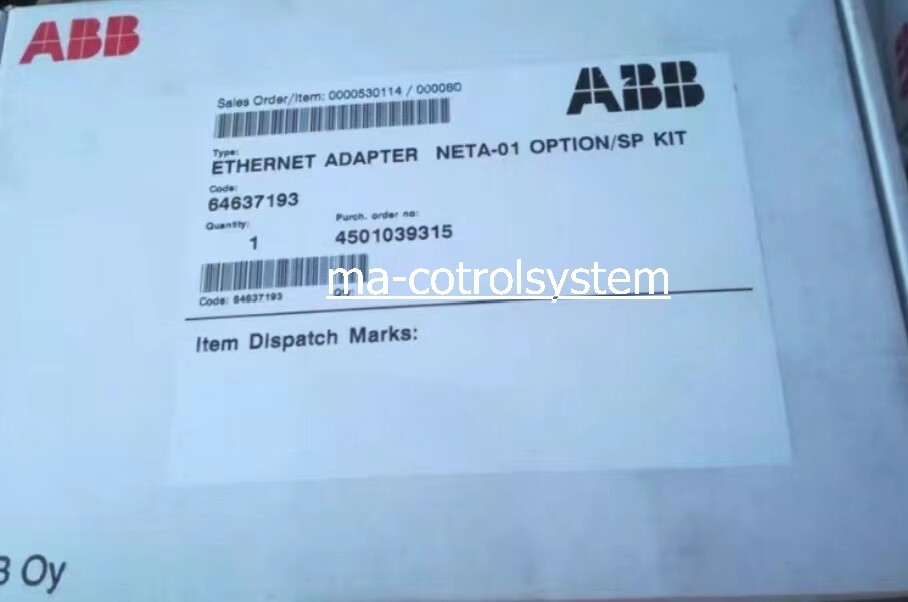 ABB
ABB
Sales Order/Item: 0000530114 / 000080
Type:
ETHERNET ADAPTER NETA-01 OPTION/SP KIT
Code:
64637193
Quantity: Purch. order no:
1 4501039315
ma-cotrolsystem
Code: 64637193
Item Dispatch Marks:
B Oy